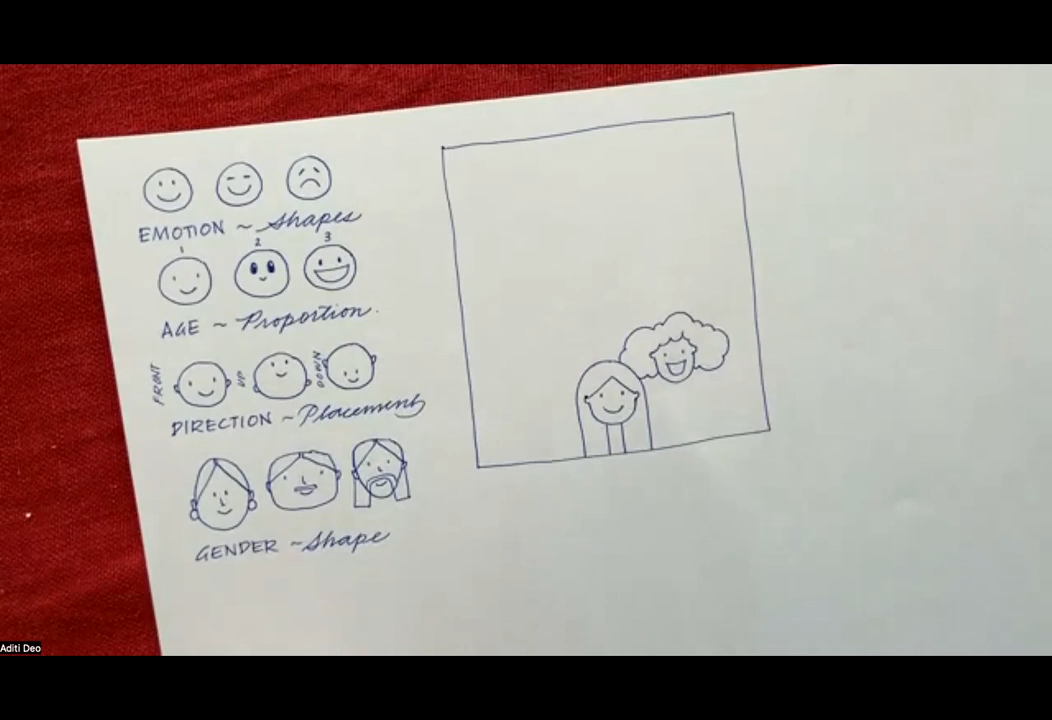 EMOTION ~ Shapes
1 2 3
AGE ~ Proportion.
FRONT UP DOWN
DIRECTION ~ Placement
GENDER ~ Shape
Aditi Deo